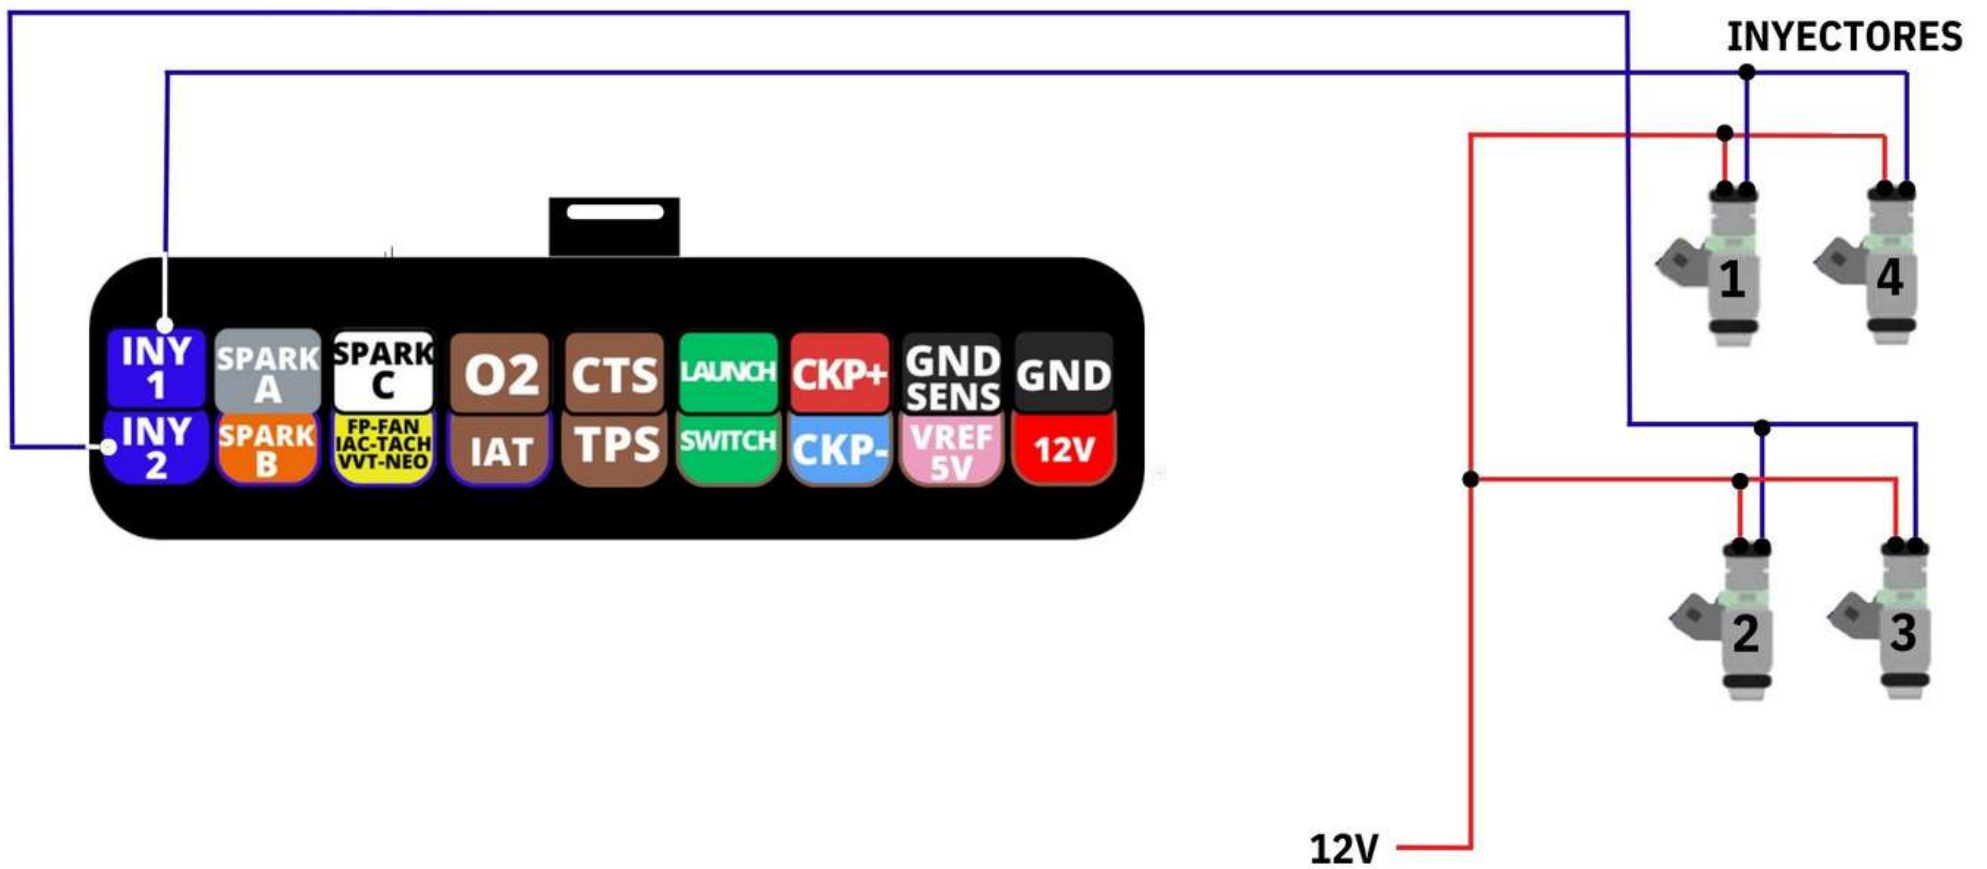 INYECTORES
1
4
INY
1
SPARK
A
SPARK
C
O2
CTS
LAUNCH
CKP+
GND
SENS
GND
INY
2
SPARK
B
FP-FAN
IAC-TACH
VVT-NEO
IAT
TPS
SWITCH
CKP-
VREF
5V
12V
2
3
12V